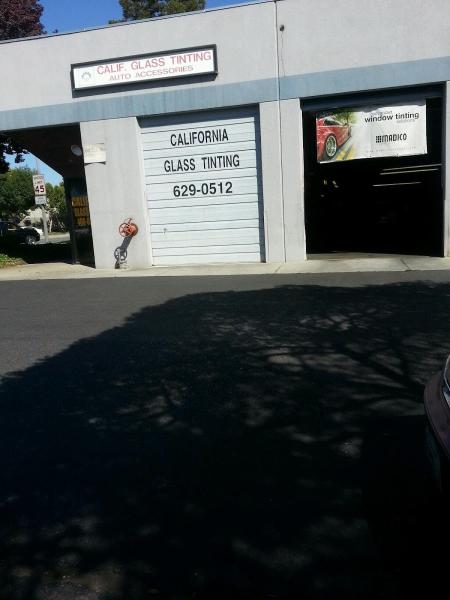 CALIF. GLASS TINTING
AUTO ACCESSORIES
CALIFORNIA
GLASS TINTING
629-0512
window tinting
MADICO
45